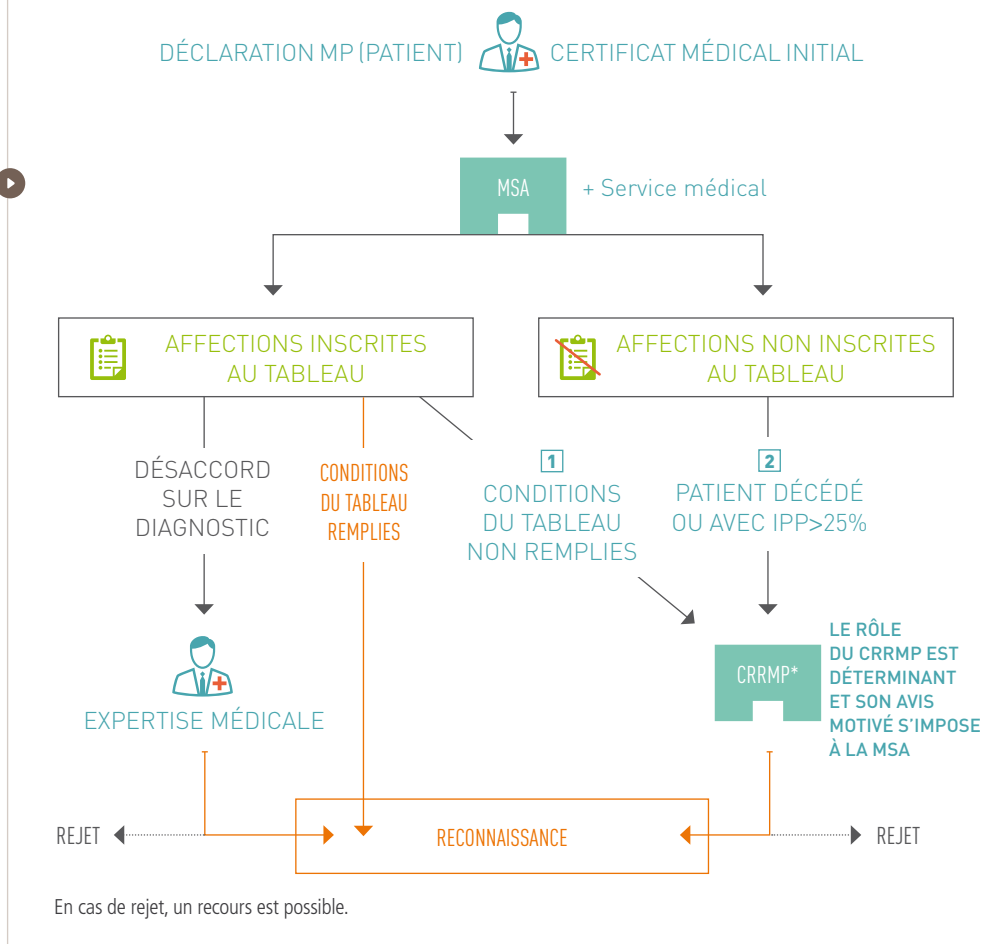 DÉCLARATION MP (PATIENT)
CERTIFICAT MÉDICAL INITIAL
MSA
+ Service médical
AFFECTIONS INSCRITES
AU TABLEAU
AFFECTIONS NON INSCRITES
AU TABLEAU
DÉSACCORD
SUR LE
DIAGNOSTIC
CONDITIONS
DU TABLEAU
REMPLIES
1
CONDITIONS
DU TABLEAU
NON REMPLIES
2
PATIENT DÉCÉDÉ
OU AVEC IPP>25%
EXPERTISE MÉDICALE
CRRMP*
LE RÔLE
DU CRRMP EST
DÉTERMINANT
ET SON AVIS
MOTIVÉ S'IMPOSE
À LA MSA
REJET
RECONNAISSANCE
REJET
En cas de rejet, un recours est possible.